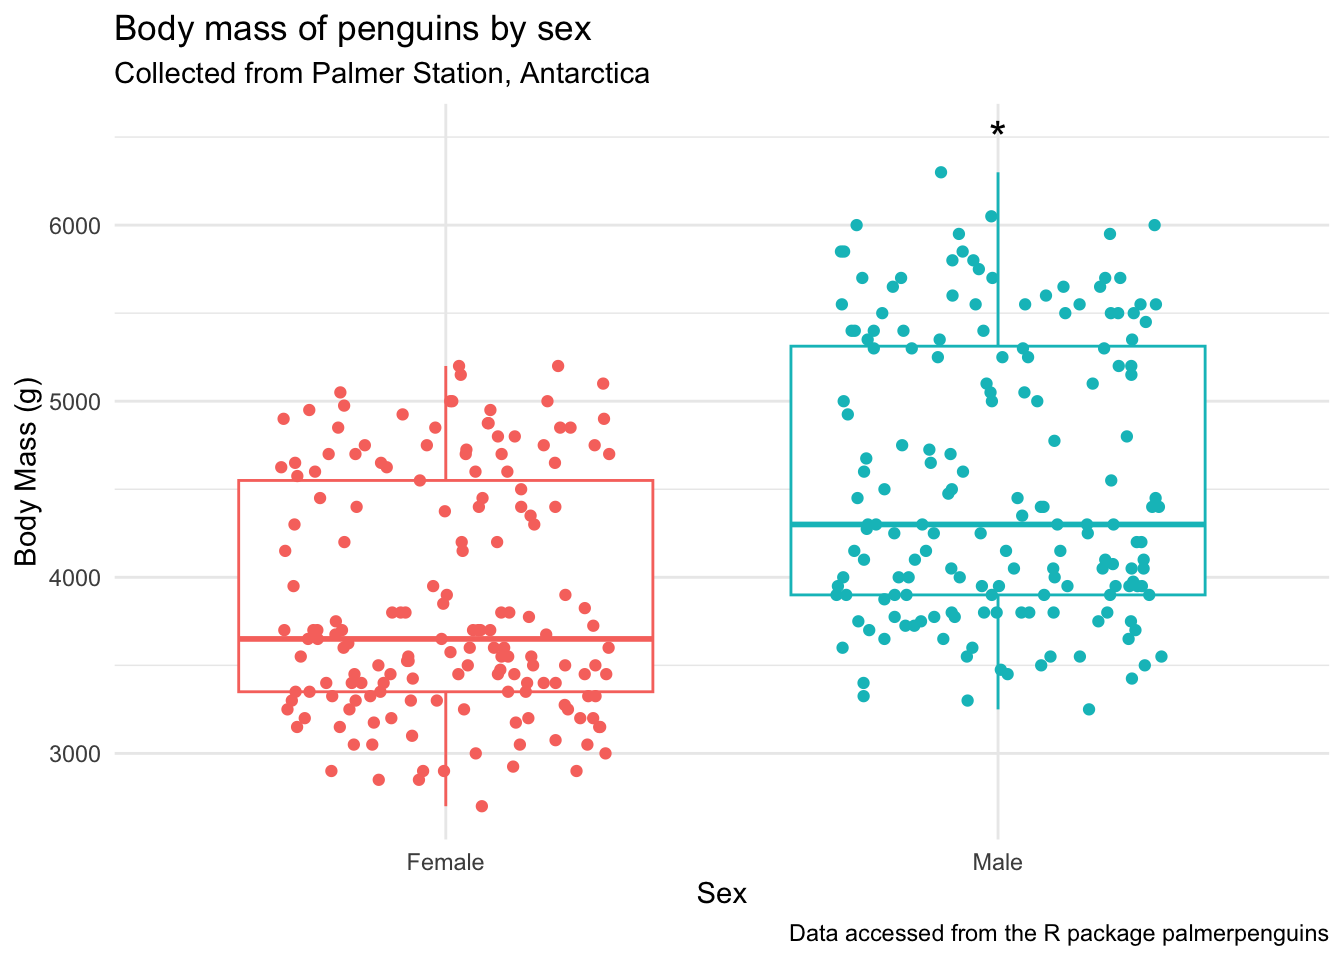 Body mass of penguins by sex
Collected from Palmer Station, Antarctica
*
6000
5000
4000
3000
Body Mass (g)
Female
Male
Sex
Data accessed from the R package palmerpenguins